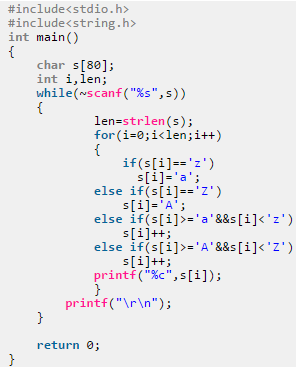 #include<stdio.h>
#include<string.h>
int main()
{
    char s[80];
    int i,len;
    while(~scanf("%s",s))
    {
            len=strlen(s);
            for(i=0;i<len;i++)
            {
                if(s[i]=='z')
                  s[i]='a';
            else if(s[i]=='Z')
                s[i]='A';
            else if(s[i]>='a'&&s[i]<'z')
                s[i]++;
            else if(s[i]>='A'&&s[i]<'Z')
                s[i]++;
            printf("%c",s[i]);
            }
        printf("\r\n");
    }

    return 0;
}